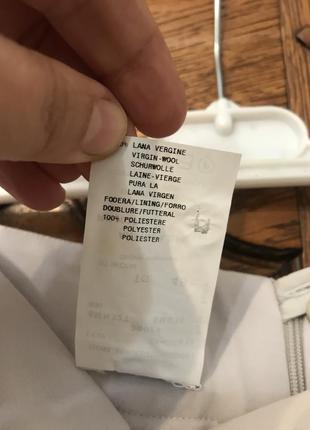 LANA VERGINE
VIRGIN-WOOL
SCHURWOLLE
LAINE-VIERGE
PURA LA
LANA VIRGEN
FODERA/LINING/FORRO
DOUBLURE/FUTTERAL
100% POLIESTERE
POLYESTER
POLIESTER